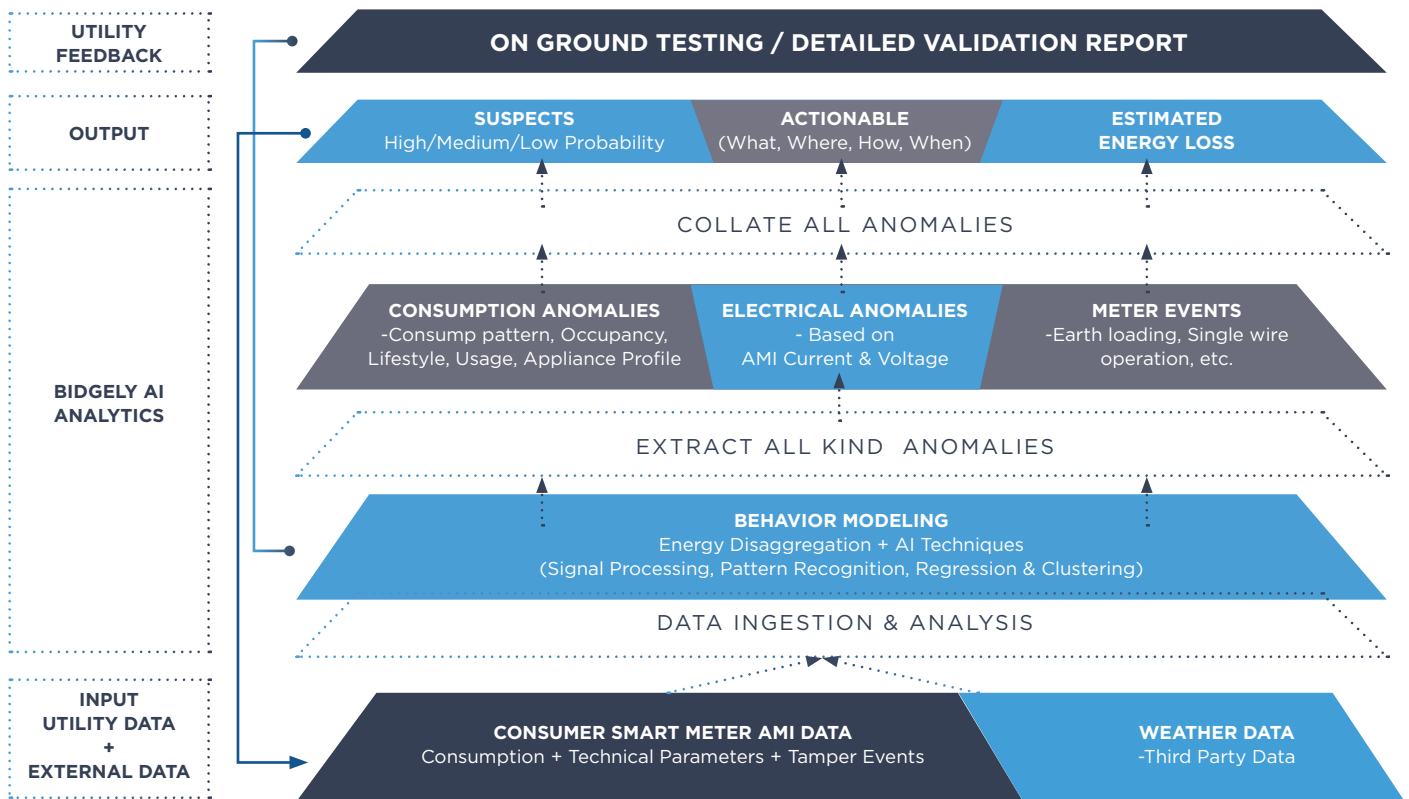 UTILITY
FEEDBACK
ON GROUND TESTING / DETAILED VALIDATION REPORT
OUTPUT
SUSPECTS
High/Medium/Low Probability
ACTIONABLE
(What, Where, How, When)
ESTIMATED
ENERGY LOSS
COLLATE ALL ANOMALIES
BIDGELY AI
ANALYTICS
CONSUMPTION ANOMALIES
-Consump pattern, Occupancy,
Lifestyle, Usage, Appliance Profile
ELECTRICAL ANOMALIES
- Based on
AMI Current & Voltage
METER EVENTS
-Earth loading, Single wire
operation, etc.
EXTRACT ALL KIND  ANOMALIES
BEHAVIOR MODELING
Energy Disaggregation + AI Techniques
(Signal Processing, Pattern Recognition, Regression & Clustering)
DATA INGESTION & ANALYSIS
INPUT
UTILITY DATA
+
EXTERNAL DATA
CONSUMER SMART METER AMI DATA
Consumption + Technical Parameters + Tamper Events
WEATHER DATA
-Third Party Data